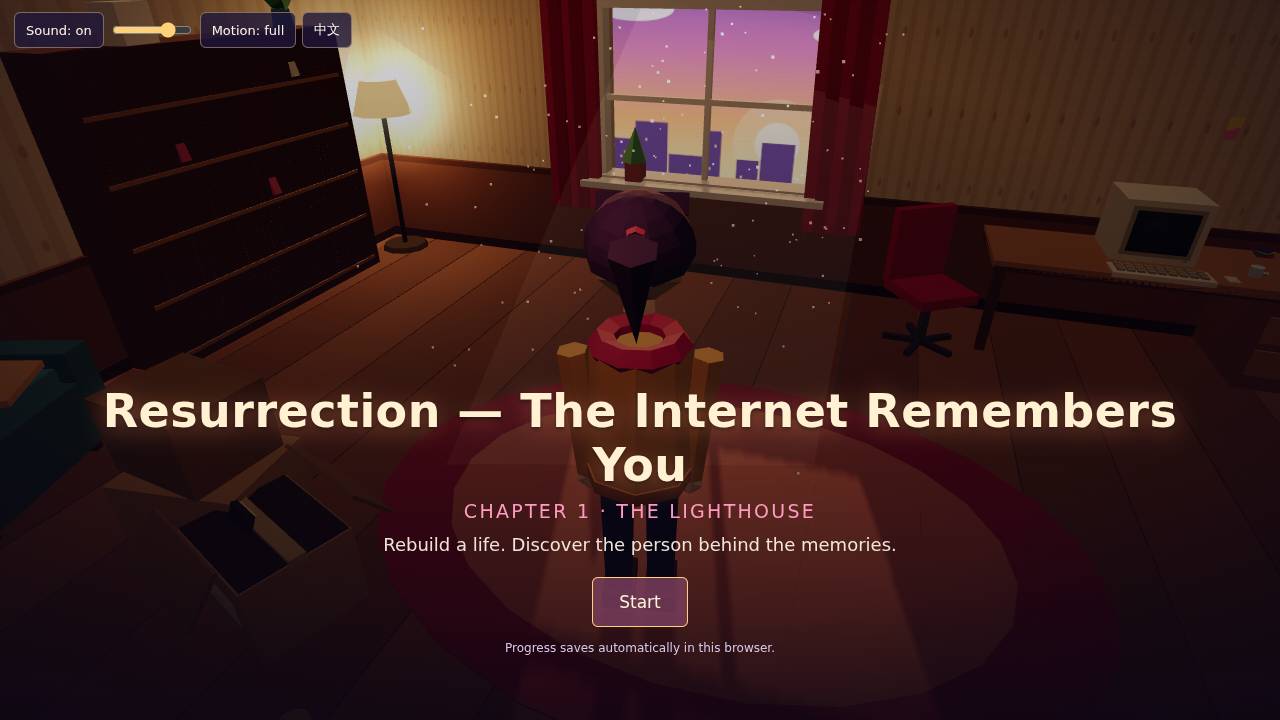 Sound: on
Motion: full
中文
Resurrection — The Internet Remembers
You
CHAPTER 1 · THE LIGHTHOUSE
Rebuild a life. Discover the person behind the memories.
Start
Progress saves automatically in this browser.